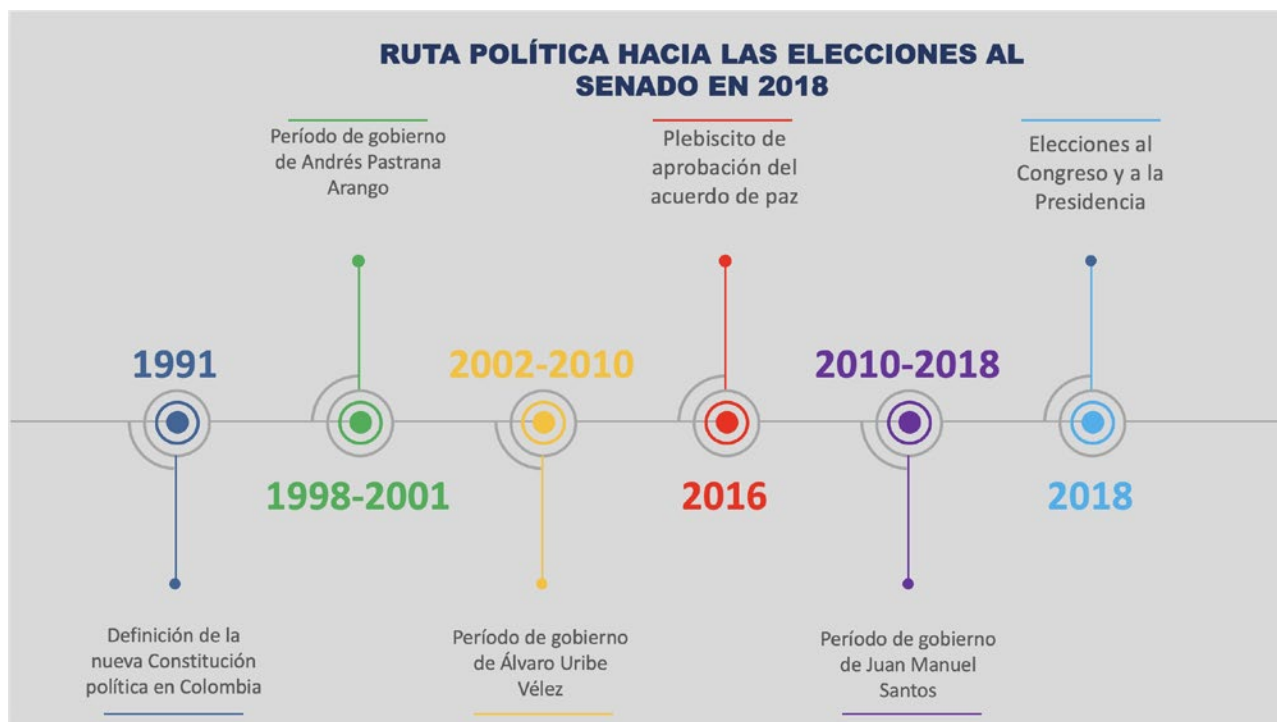 RUTA POLÍTICA HACIA LAS ELECCIONES AL
SENADO EN 2018
Período de gobierno
de Andrés Pastrana
Arango
Plebiscito de
aprobación del
acuerdo de paz
Elecciones al
Congreso y a la
Presidencia
1991
2002-2010
2010-2018
1998-2001
2016
2018
Definición de la
nueva Constitución
política en Colombia
Período de gobierno
de Álvaro Uribe
Vélez
Período de gobierno
de Juan Manuel
Santos